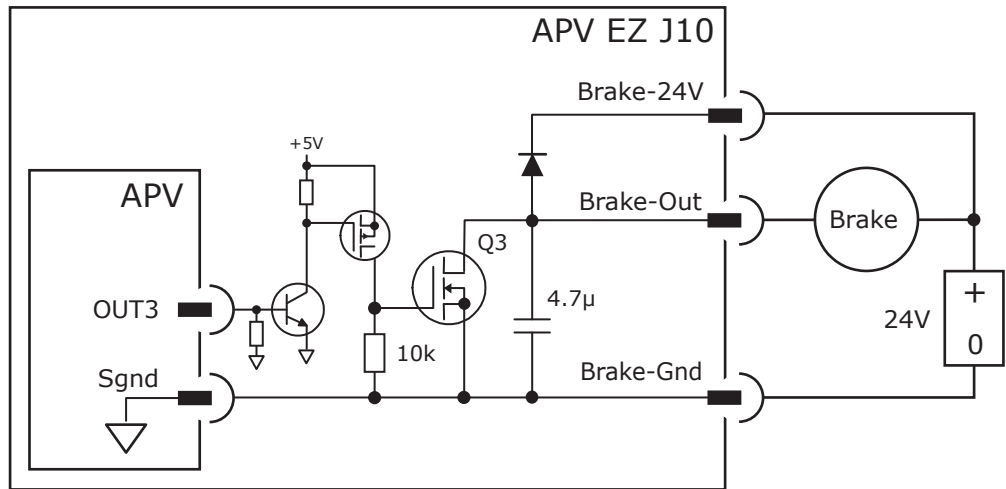 APV EZ J10
Brake-24V
+5V
APV
Brake-Out
Brake
Q3
OUT3
4.7µ
24V
+
0
10k
Sgnd
Brake-Gnd